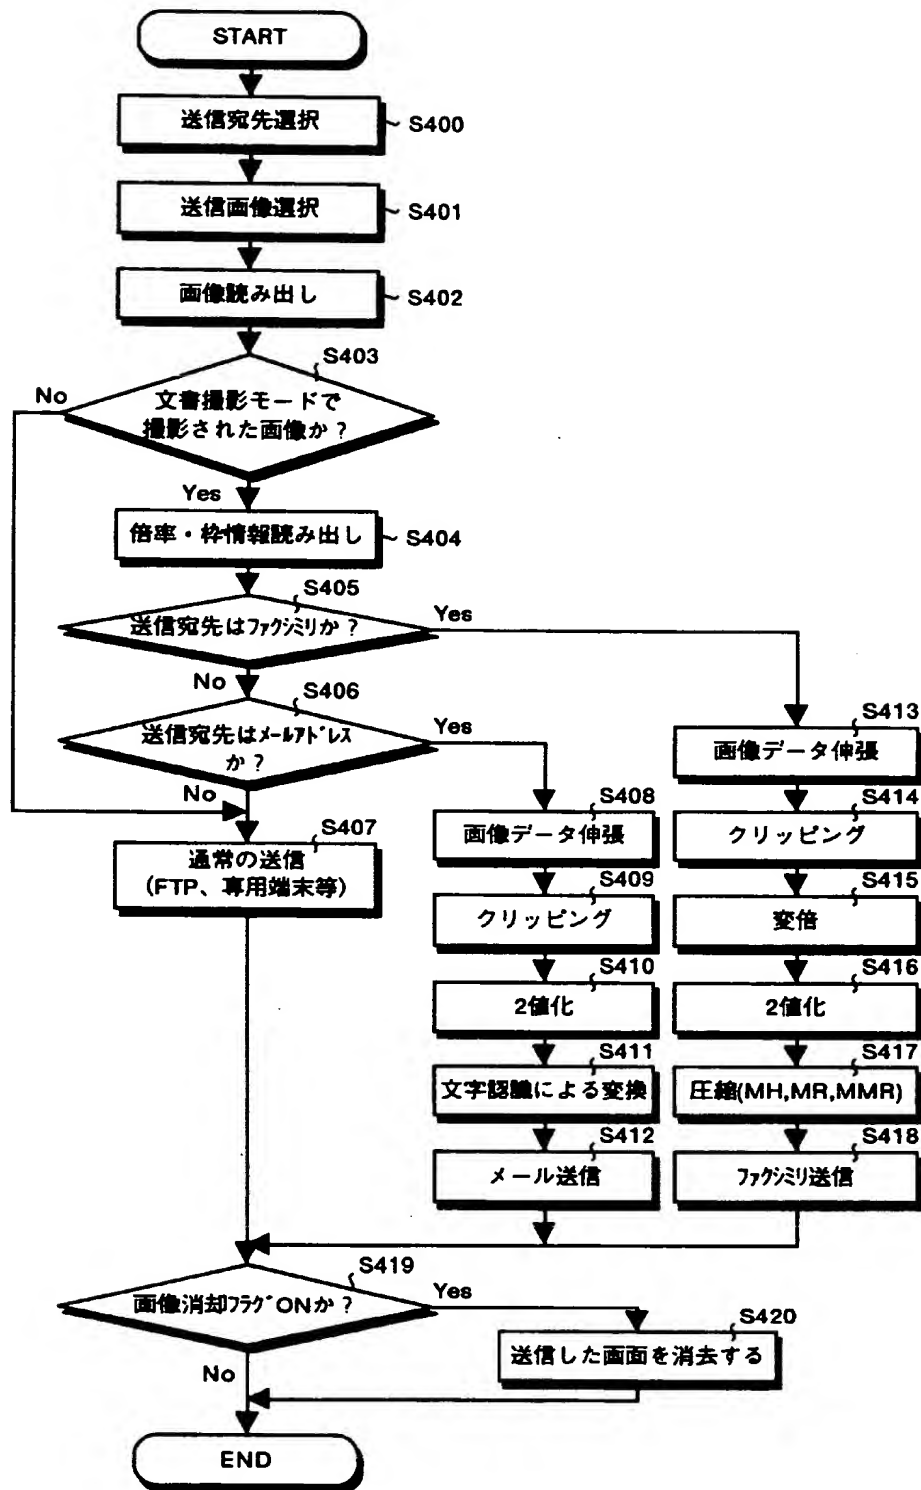 START
送信宛先選択
S400
送信画像選択
S401
画像読み出し
S402
S403
No
文書撮影モードで
撮影された画像か？
Yes
倍率・枠情報読み出し
S404
S405
送信宛先はファクシミリか？
Yes
No
S406
送信宛先はメールアドレス
か？
Yes
No
S407
通常の送信
(FTP、専用端末等)
S408
画像データ伸張
S409
クリッピング
S410
2値化
S411
文字認識による変換
S412
メール送信
S413
画像データ伸張
S414
クリッピング
S415
変倍
S416
2値化
S417
圧縮(MH,MR,MMR)
S418
ファクシミリ送信
S419
画像消却フラグONか？
Yes
S420
送信した画面を消去する
No
END